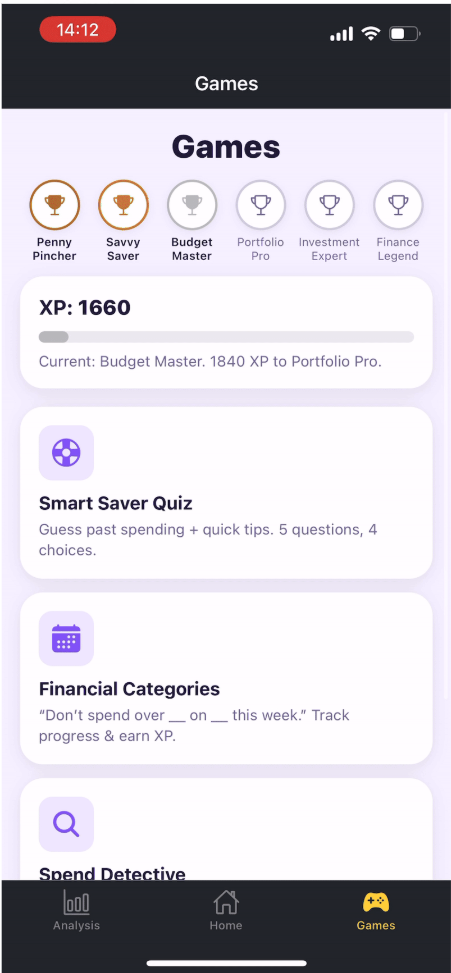 14:12
Games
Games
Penny Pincher
Savvy Saver
Budget Master
Portfolio Pro
Investment Expert
Finance Legend
XP: 1660
Current: Budget Master. 1840 XP to Portfolio Pro.
Smart Saver Quiz
Guess past spending + quick tips. 5 questions, 4
choices.
Financial Categories
“Don’t spend over __ on __ this week.” Track
progress & earn XP.
Spend Detective
Analysis
Home
Games